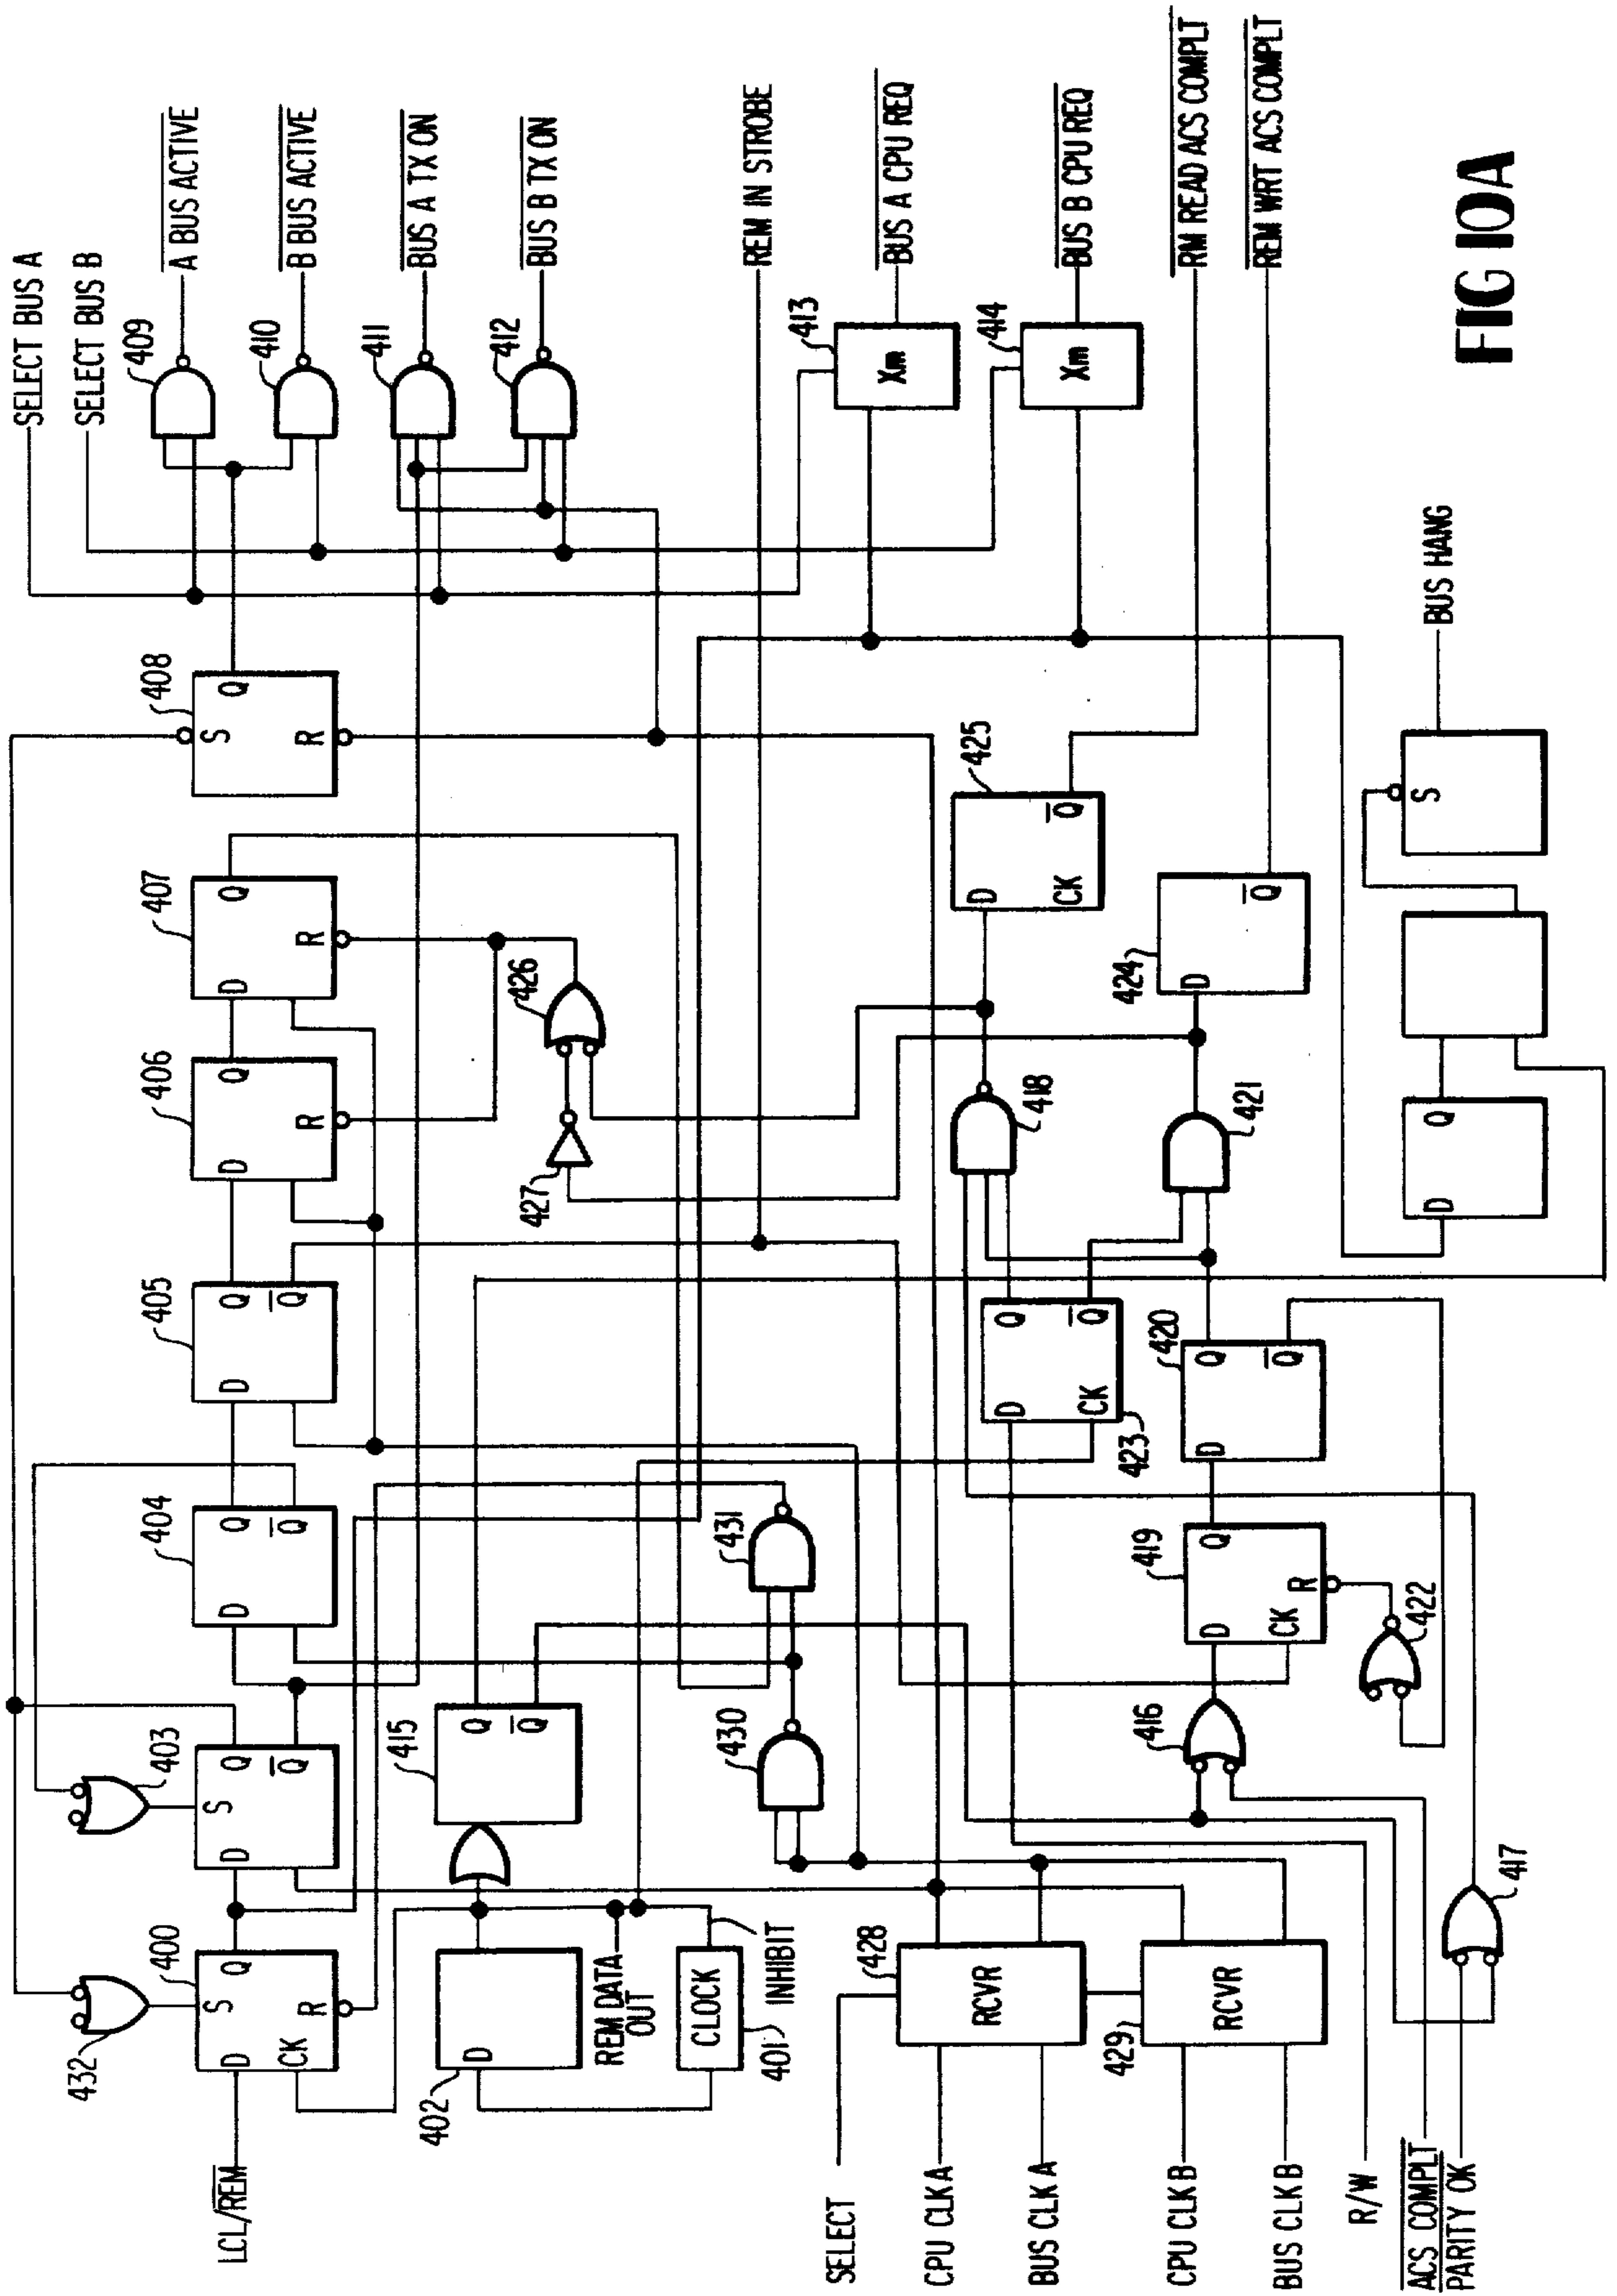 SELECT BUS A
SELECT BUS B
409
A BUS ACTIVE
410
B BUS ACTIVE
411
BUS A TX ON
412
BUS B TX ON
REM IN STROBE
413
Xm
BUS A CPU REQ
414
Xm
BUS B CPU REQ
RM READ ACS COMPLT
REM WRT ACS COMPLT
BUS HANG
432
LCL/REM
400
D Q
S
CK R
403
D Q
S
Q
404
D Q
Q
405
D Q
Q
406
D Q
R
407
D Q
R
408
S Q
R
402
D
415
Q
Q
REM DATA
OUT
401
CLOCK
INHIBIT
430
431
427
426
SELECT
428
RCVR
CPU CLK A
BUS CLK A
429
RCVR
CPU CLK B
BUS CLK B
R/W
ACS COMPLT
PARITY OK
417
416
419
D Q
CK R
422
420
D Q
Q
423
D Q
CK Q
418
421
425
D
CK Q
424
D
Q
D Q
S
FIG 10A